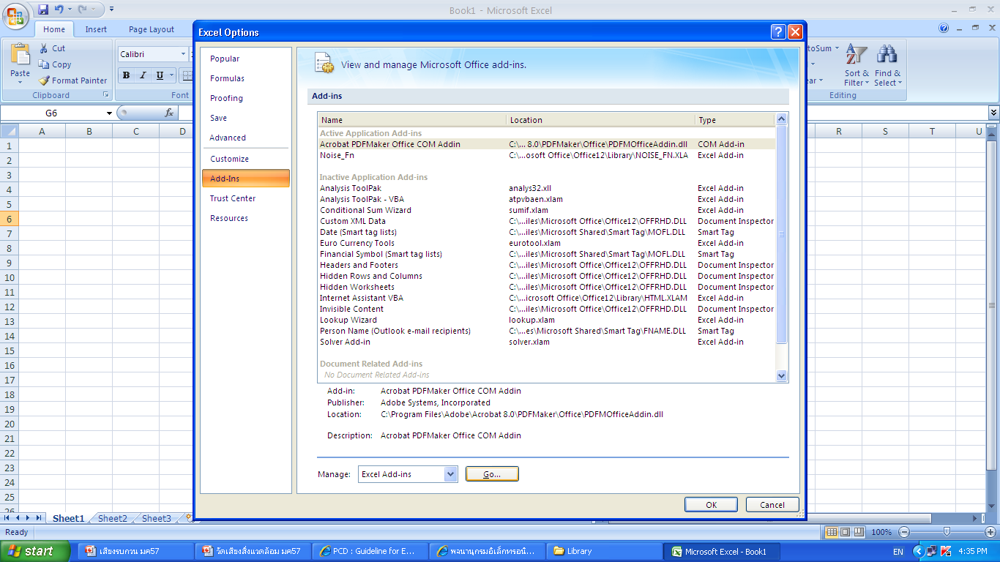 Book1 - Microsoft Excel
Home Insert Page Layout
Excel Options
Paste Cut
Copy
Format Painter
Clipboard
Calibri
B I U
Font
Sort & Filter
Find & Select
Editing
G6 fx
A B C D R S T U
1
2
3
4
5
6
7
8
9
10
11
12
13
14
15
16
17
18
19
20
21
22
23
24
25
Popular
Formulas
Proofing
Save
Advanced
Customize
Add-Ins
Trust Center
Resources
View and manage Microsoft Office add-ins.
Add-ins
Name Location Type
Active Application Add-ins
Acrobat PDFMaker Office COM Addin C:\... 8.0\PDFMaker\Office\PDFMOfficeAddin.dll COM Add-in
Noise_Fn C:\...osoft Office\Office12\Library\NOISE_FN.XLA Excel Add-in
Inactive Application Add-ins
Analysis ToolPak analys32.xll Excel Add-in
Analysis ToolPak - VBA atpvbaen.xlam Excel Add-in
Conditional Sum Wizard sumif.xlam Excel Add-in
Custom XML Data C:\...iles\Microsoft Office\Office12\OFFRHD.DLL Document Inspector
Date (Smart tag lists) C:\...iles\Microsoft Shared\Smart Tag\MOFL.DLL Smart Tag
Euro Currency Tools eurotool.xlam Excel Add-in
Financial Symbol (Smart tag lists) C:\...iles\Microsoft Shared\Smart Tag\MOFL.DLL Smart Tag
Headers and Footers C:\...iles\Microsoft Office\Office12\OFFRHD.DLL Document Inspector
Hidden Rows and Columns C:\...iles\Microsoft Office\Office12\OFFRHD.DLL Document Inspector
Hidden Worksheets C:\...iles\Microsoft Office\Office12\OFFRHD.DLL Document Inspector
Internet Assistant VBA C:\...icrosoft Office\Office12\Library\HTML.XLAM Excel Add-in
Invisible Content C:\...iles\Microsoft Office\Office12\OFFRHD.DLL Document Inspector
Lookup Wizard lookup.xlam Excel Add-in
Person Name (Outlook e-mail recipients) C:\...es\Microsoft Shared\Smart Tag\FNAME.DLL Smart Tag
Solver Add-in solver.xlam Excel Add-in
Document Related Add-ins
No Document Related Add-ins
Add-in: Acrobat PDFMaker Office COM Addin
Publisher: Adobe Systems, Incorporated
Location: C:\Program Files\Adobe\Acrobat 8.0\PDFMaker\Office\PDFMOfficeAddin.dll
Description: Acrobat PDFMaker Office COM Addin
Manage: Excel Add-ins Go...
OK Cancel
Sheet1 Sheet2 Sheet3
Ready 100%
start เสียงรบกวน มค57 วัดเสียงสิ่งแวดล้อม มค57 PCD : Guideline for E... พจนานุกรมอิเล็กทรอนิ... Library Microsoft Excel - Book1 EN 4:35 PM